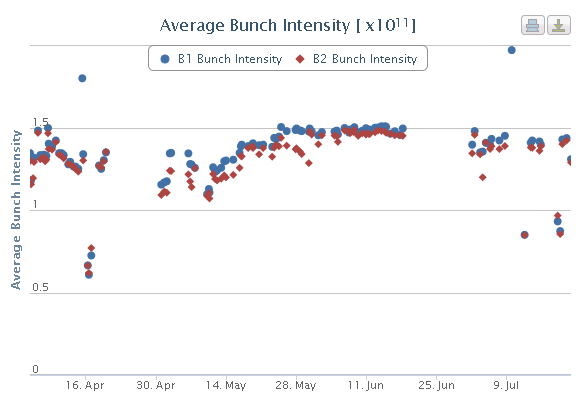 Average Bunch Intensity [ x10¹¹]
B1 Bunch Intensity B2 Bunch Intensity
Average Bunch Intensity
1.5
1
0.5
0
16. Apr 30. Apr 14. May 28. May 11. Jun 25. Jun 9. Jul